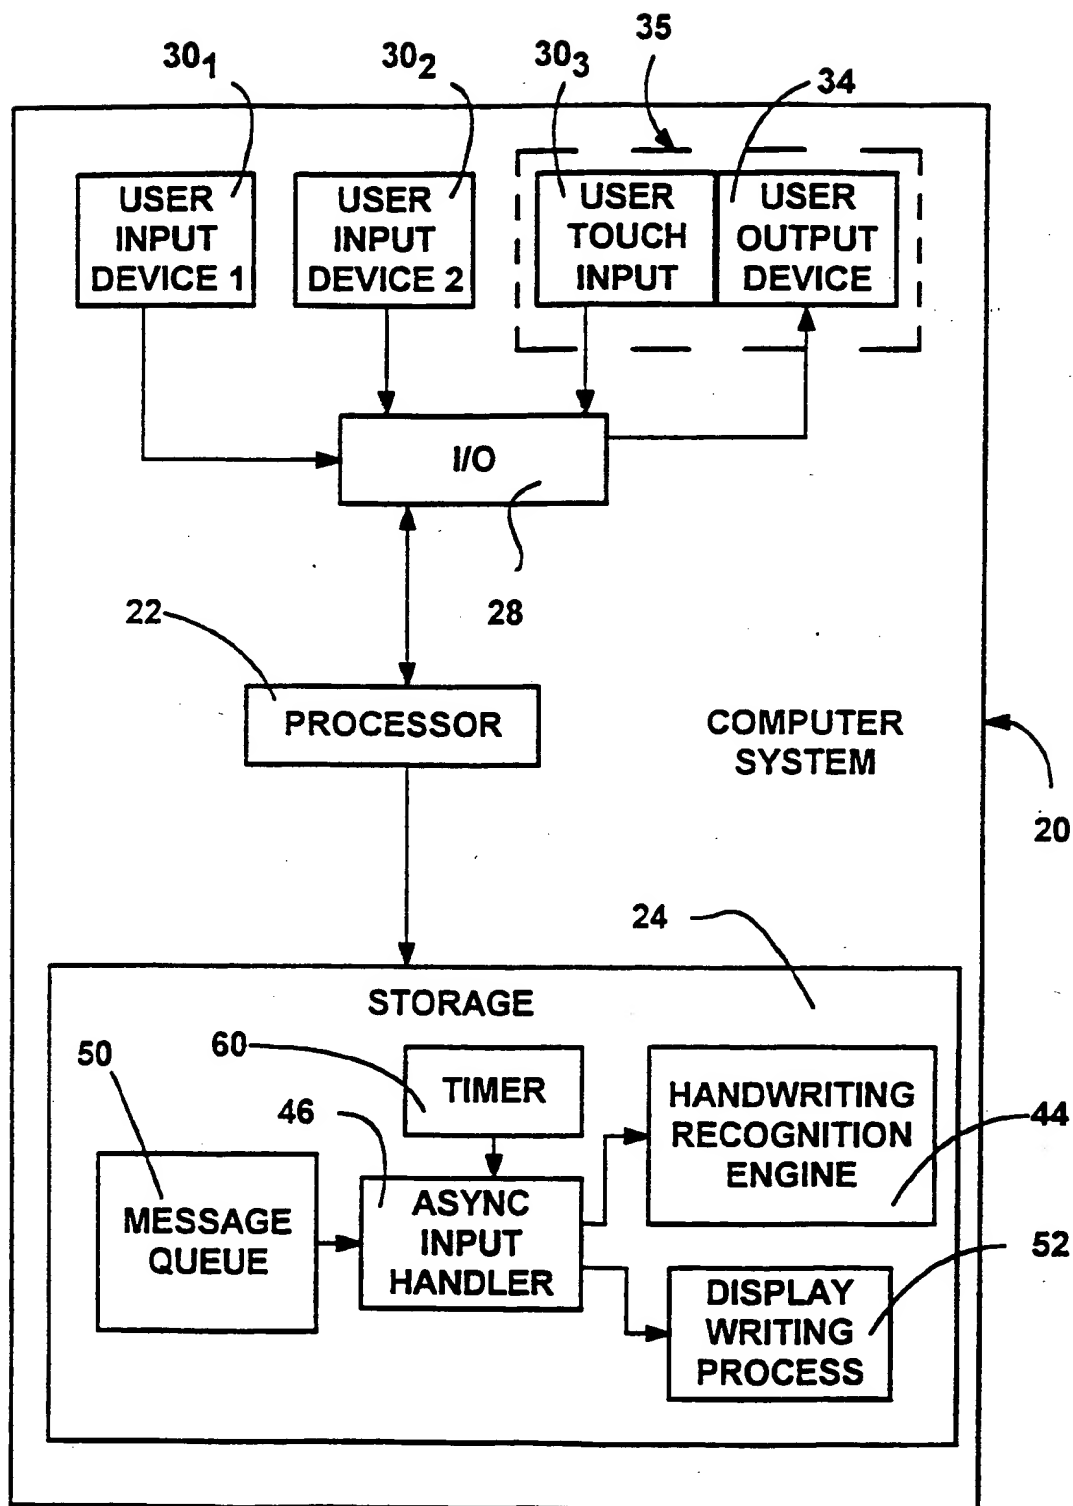 35
30₁
30₂
30₃
34
USER
INPUT
DEVICE 1
USER
INPUT
DEVICE 2
USER
TOUCH
INPUT
USER
OUTPUT
DEVICE
I/O
28
22
PROCESSOR
COMPUTER
SYSTEM
20
24
STORAGE
50
60
TIMER
46
HANDWRITING
RECOGNITION
ENGINE
44
MESSAGE
QUEUE
ASYNC
INPUT
HANDLER
52
DISPLAY
WRITING
PROCESS